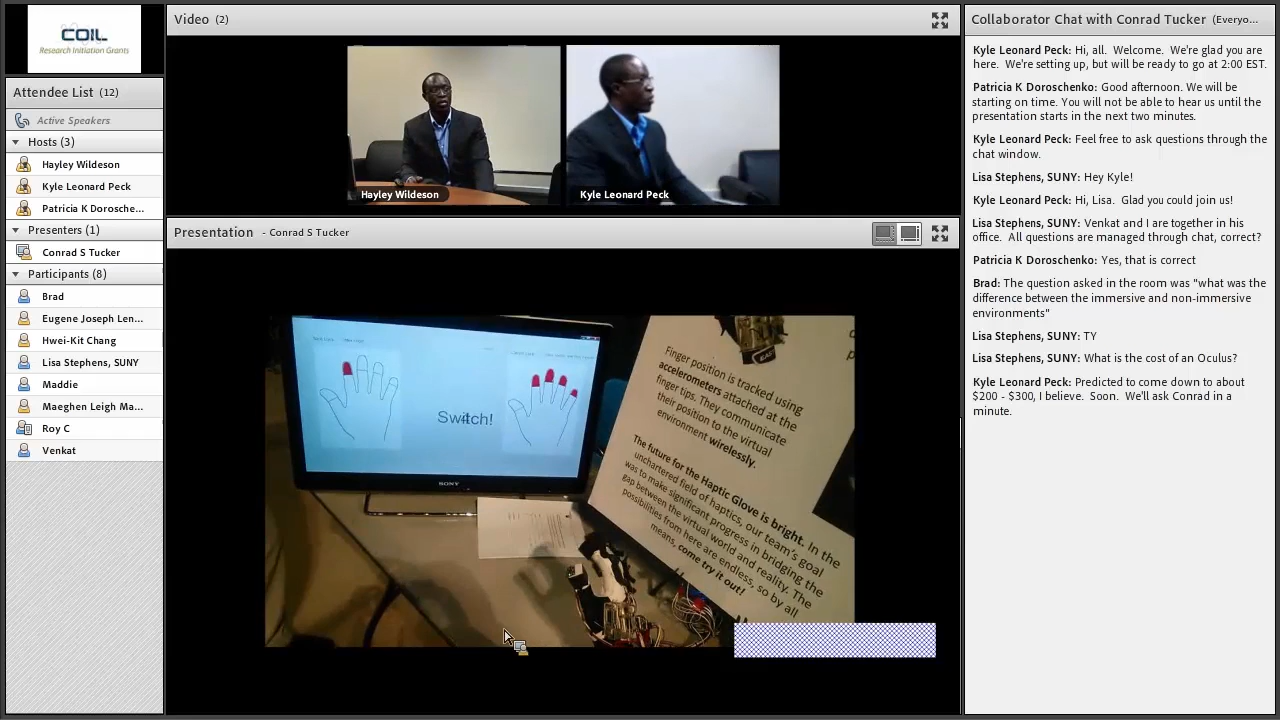 COIL
Research Initiation Grants
Attendee List (12)
Active Speakers
Hosts (3)
Hayley Wildeson
Kyle Leonard Peck
Patricia K Dorosche...
Presenters (1)
Conrad S Tucker
Participants (8)
Brad
Eugene Joseph Len...
Hwei-Kit Chang
Lisa Stephens, SUNY
Maddie
Maeghen Leigh Ma...
Roy C
Venkat
Video (2)
Hayley Wildeson
Kyle Leonard Peck
Presentation - Conrad S Tucker
Switch!
SONY
Finger position is tracked using
accelerometers attached at the
finger tips. They communicate
their position to the virtual
environment wirelessly.
The future for the Haptic Glove is bright. In the
unchartered field of haptics, our team's goal
was to make significant progress in bridging the
gap between the virtual world and reality. The
possibilities from here are endless, so by all
means, come try it out!
Collaborator Chat with Conrad Tucker (Everyo...
Kyle Leonard Peck: Hi, all. Welcome. We're glad you are
here. We're setting up, but will be ready to go at 2:00 EST.
Patricia K Doroschenko: Good afternoon. We will be
starting on time. You will not be able to hear us until the
presentation starts in the next two minutes.
Kyle Leonard Peck: Feel free to ask questions through the
chat window.
Lisa Stephens, SUNY: Hey Kyle!
Kyle Leonard Peck: Hi, Lisa. Glad you could join us!
Lisa Stephens, SUNY: Venkat and I are together in his
office. All questions are managed through chat, correct?
Patricia K Doroschenko: Yes, that is correct
Brad: The question asked in the room was "what was the
difference between the immersive and non-immersive
environments"
Lisa Stephens, SUNY: TY
Lisa Stephens, SUNY: What is the cost of an Oculus?
Kyle Leonard Peck: Predicted to come down to about
$200 - $300, I believe. Soon. We'll ask Conrad in a
minute.